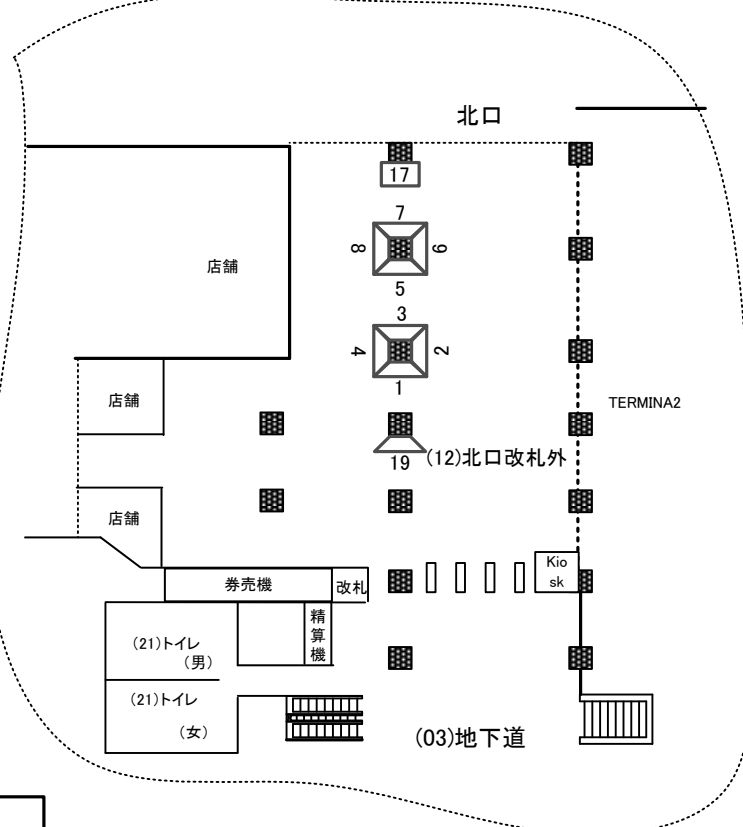 北口
17
7
8
6
店舗
5
3
4
2
1
店舗
TERMINA2
19
(12)北口改札外
店舗
Kio
sk
券売機
改札
精
算
機
(21)トイレ
(男)
(21)トイレ
(女)
(03)地下道